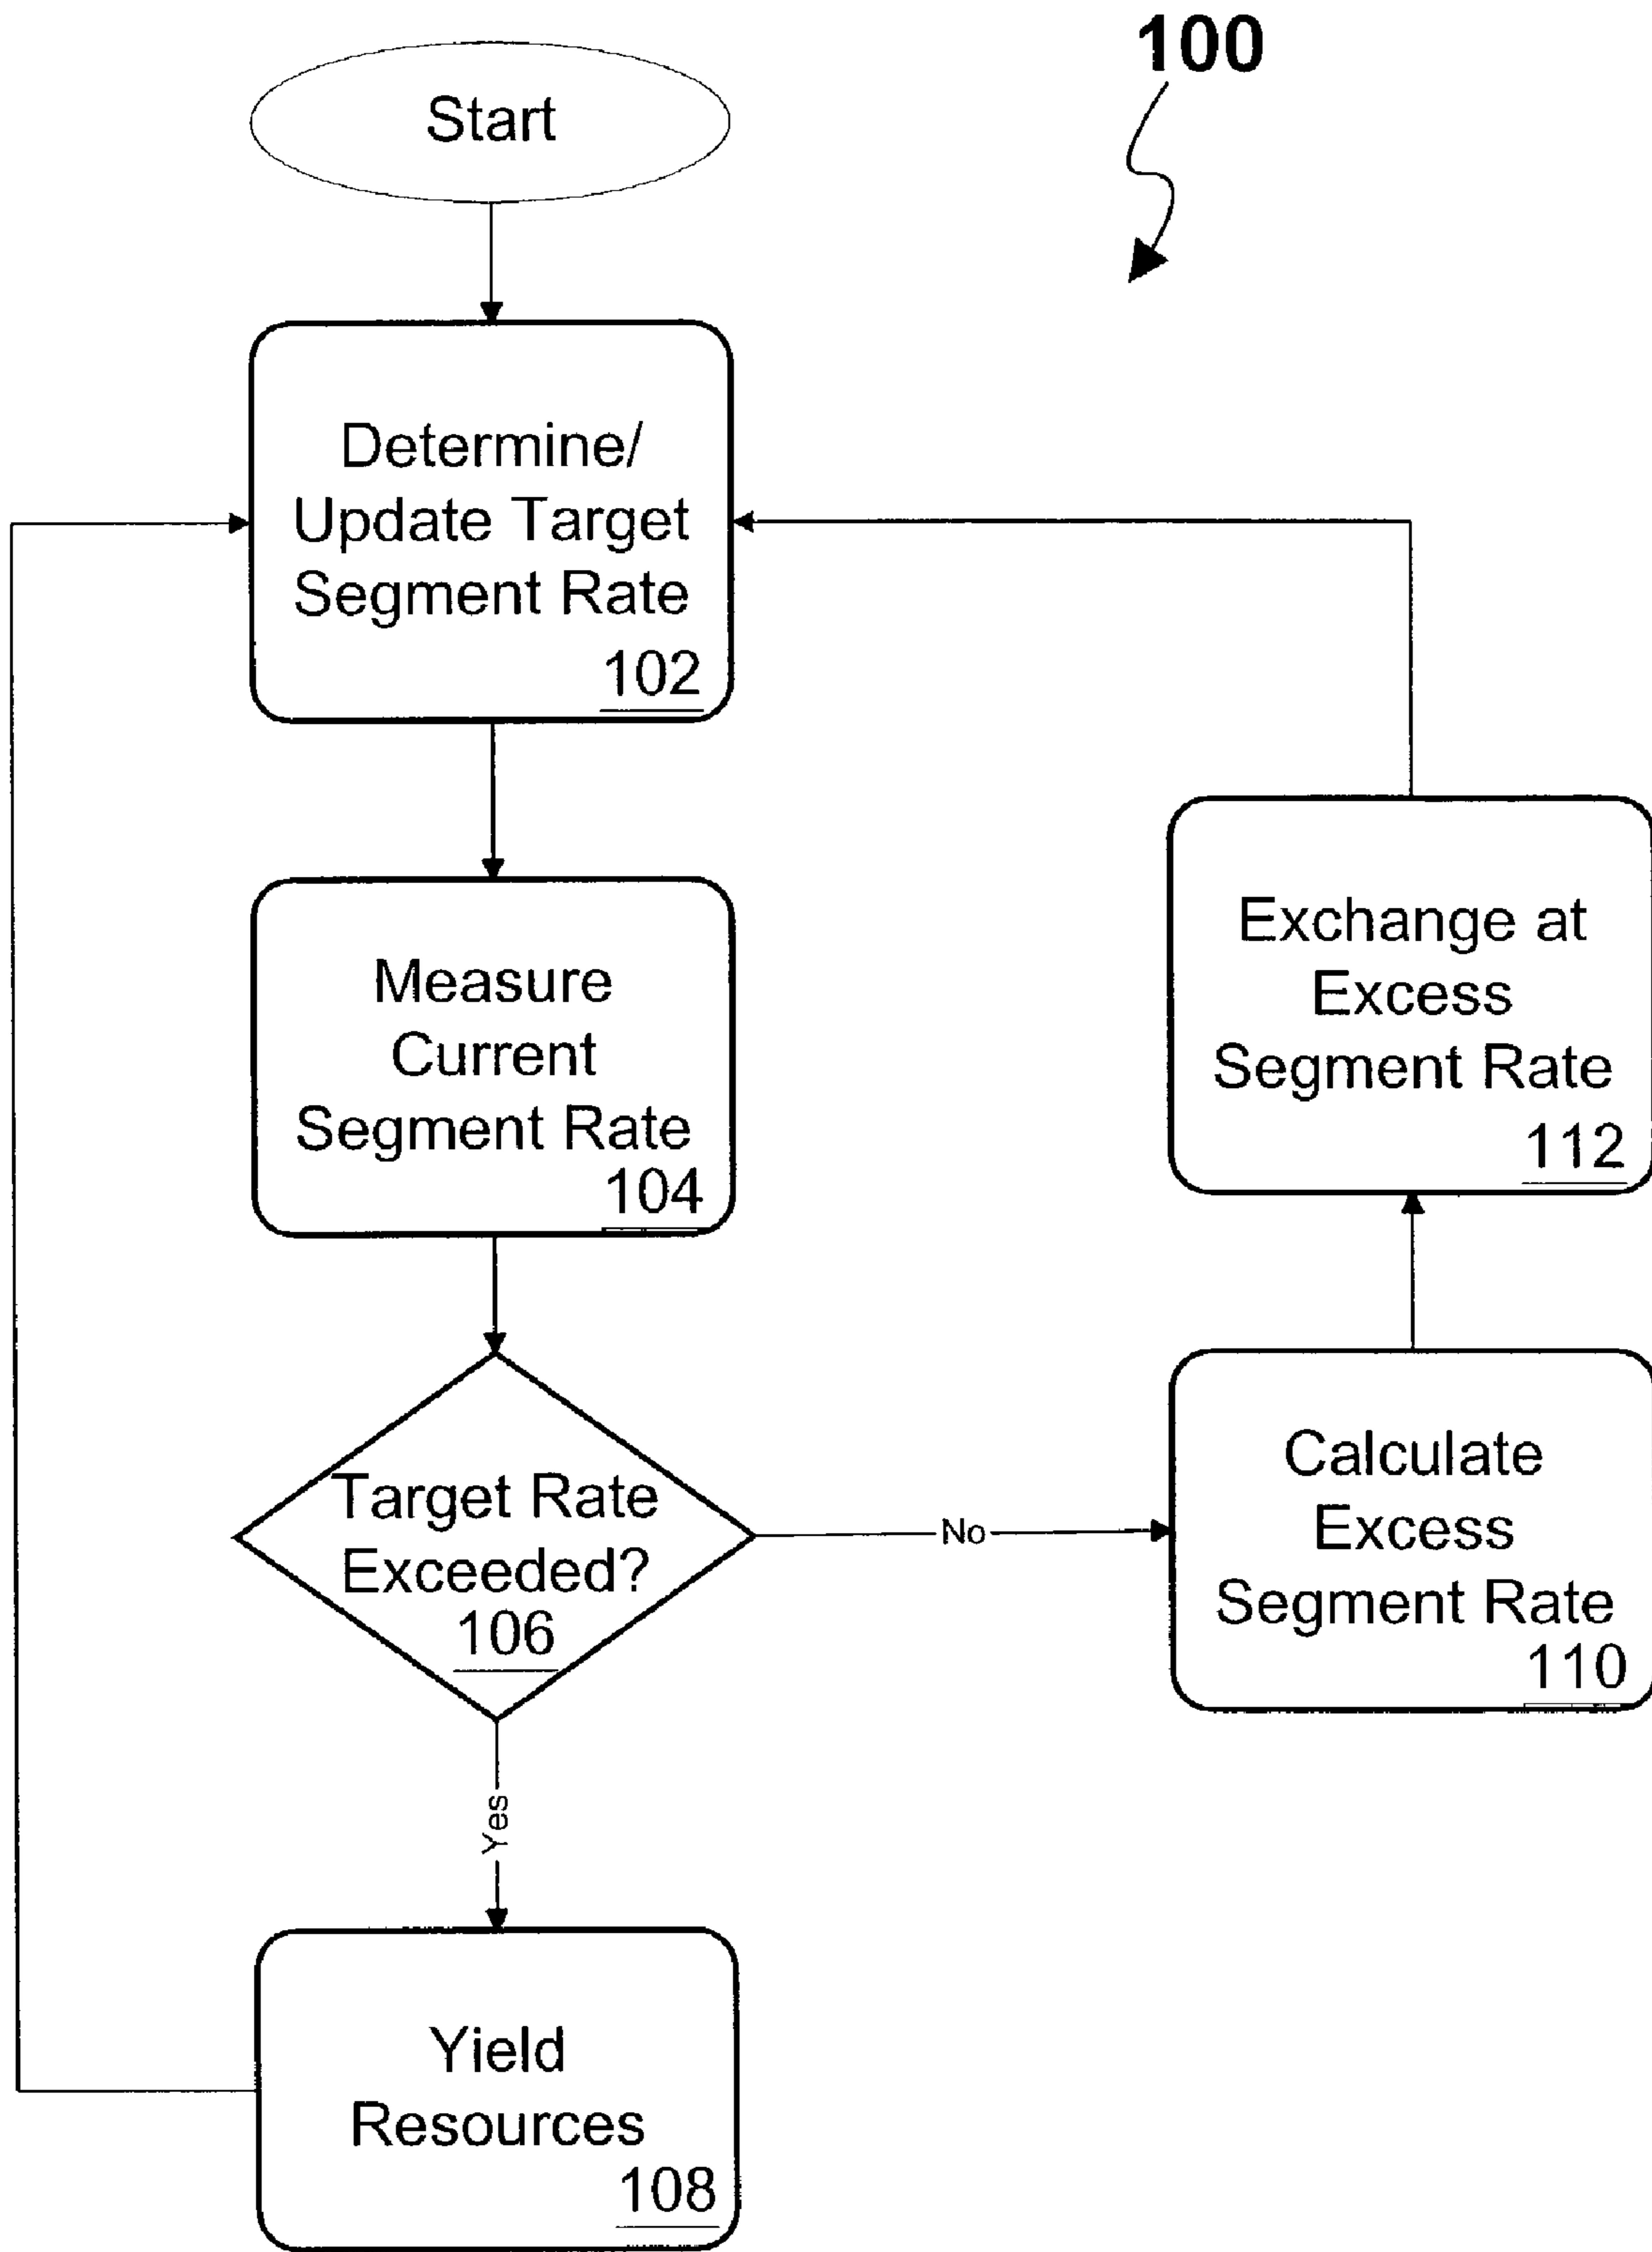 100
Start
Determine/
Update Target
Segment Rate
102
Measure
Current
Segment Rate
104
Target Rate
Exceeded?
106
No
Yes
Yield
Resources
108
Exchange at
Excess
Segment Rate
112
Calculate
Excess
Segment Rate
110